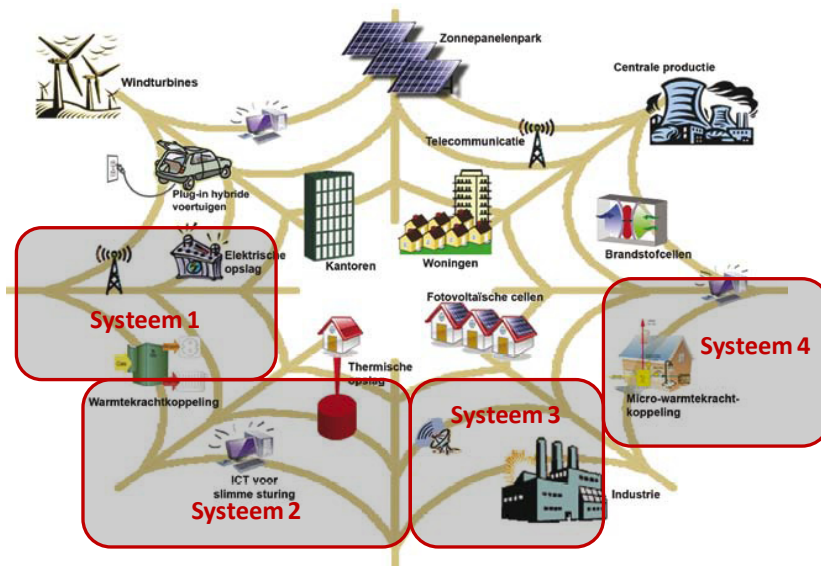 Zonnepanelenpark
Windturbines
Centrale productie
Telecommunicatie
Plug-in hybride
voertuigen
Elektrische
opslag
Kantoren
Woningen
Brandstofcellen
Systeem 1
Fotovoltaïsche cellen
Systeem 4
Thermische
opslag
Warmtekrachtkoppeling
Micro-warmtekracht-
koppeling
Systeem 3
ICT voor
slimme sturing
Systeem 2
Industrie